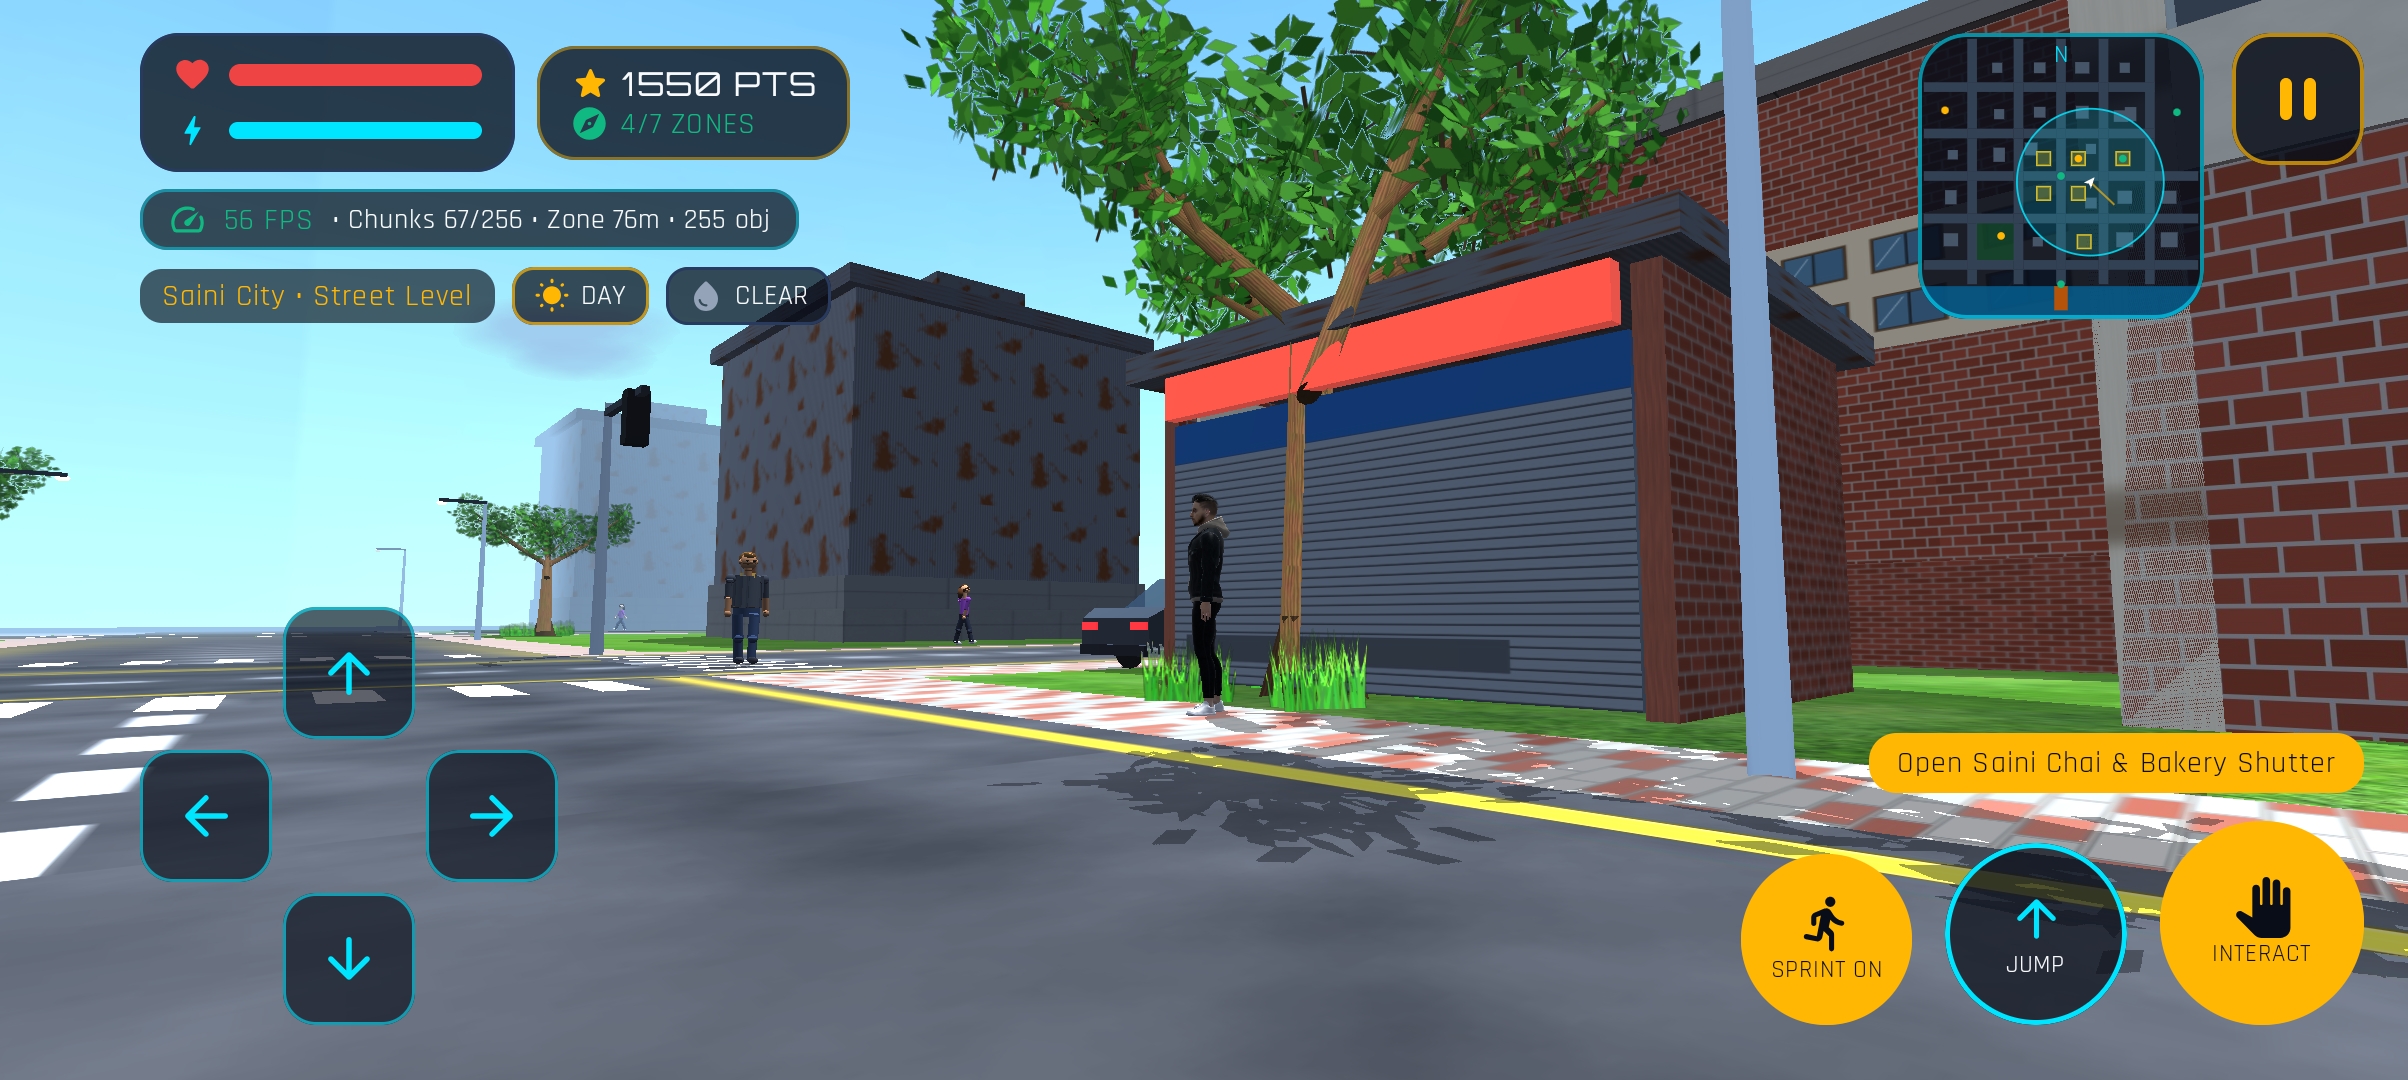 1550 PTS
4/7 ZONES
56 FPS · Chunks 67/256 · Zone 76m · 255 obj
Saini City · Street Level
DAY
CLEAR
N
Open Saini Chai & Bakery Shutter
SPRINT ON
JUMP
INTERACT